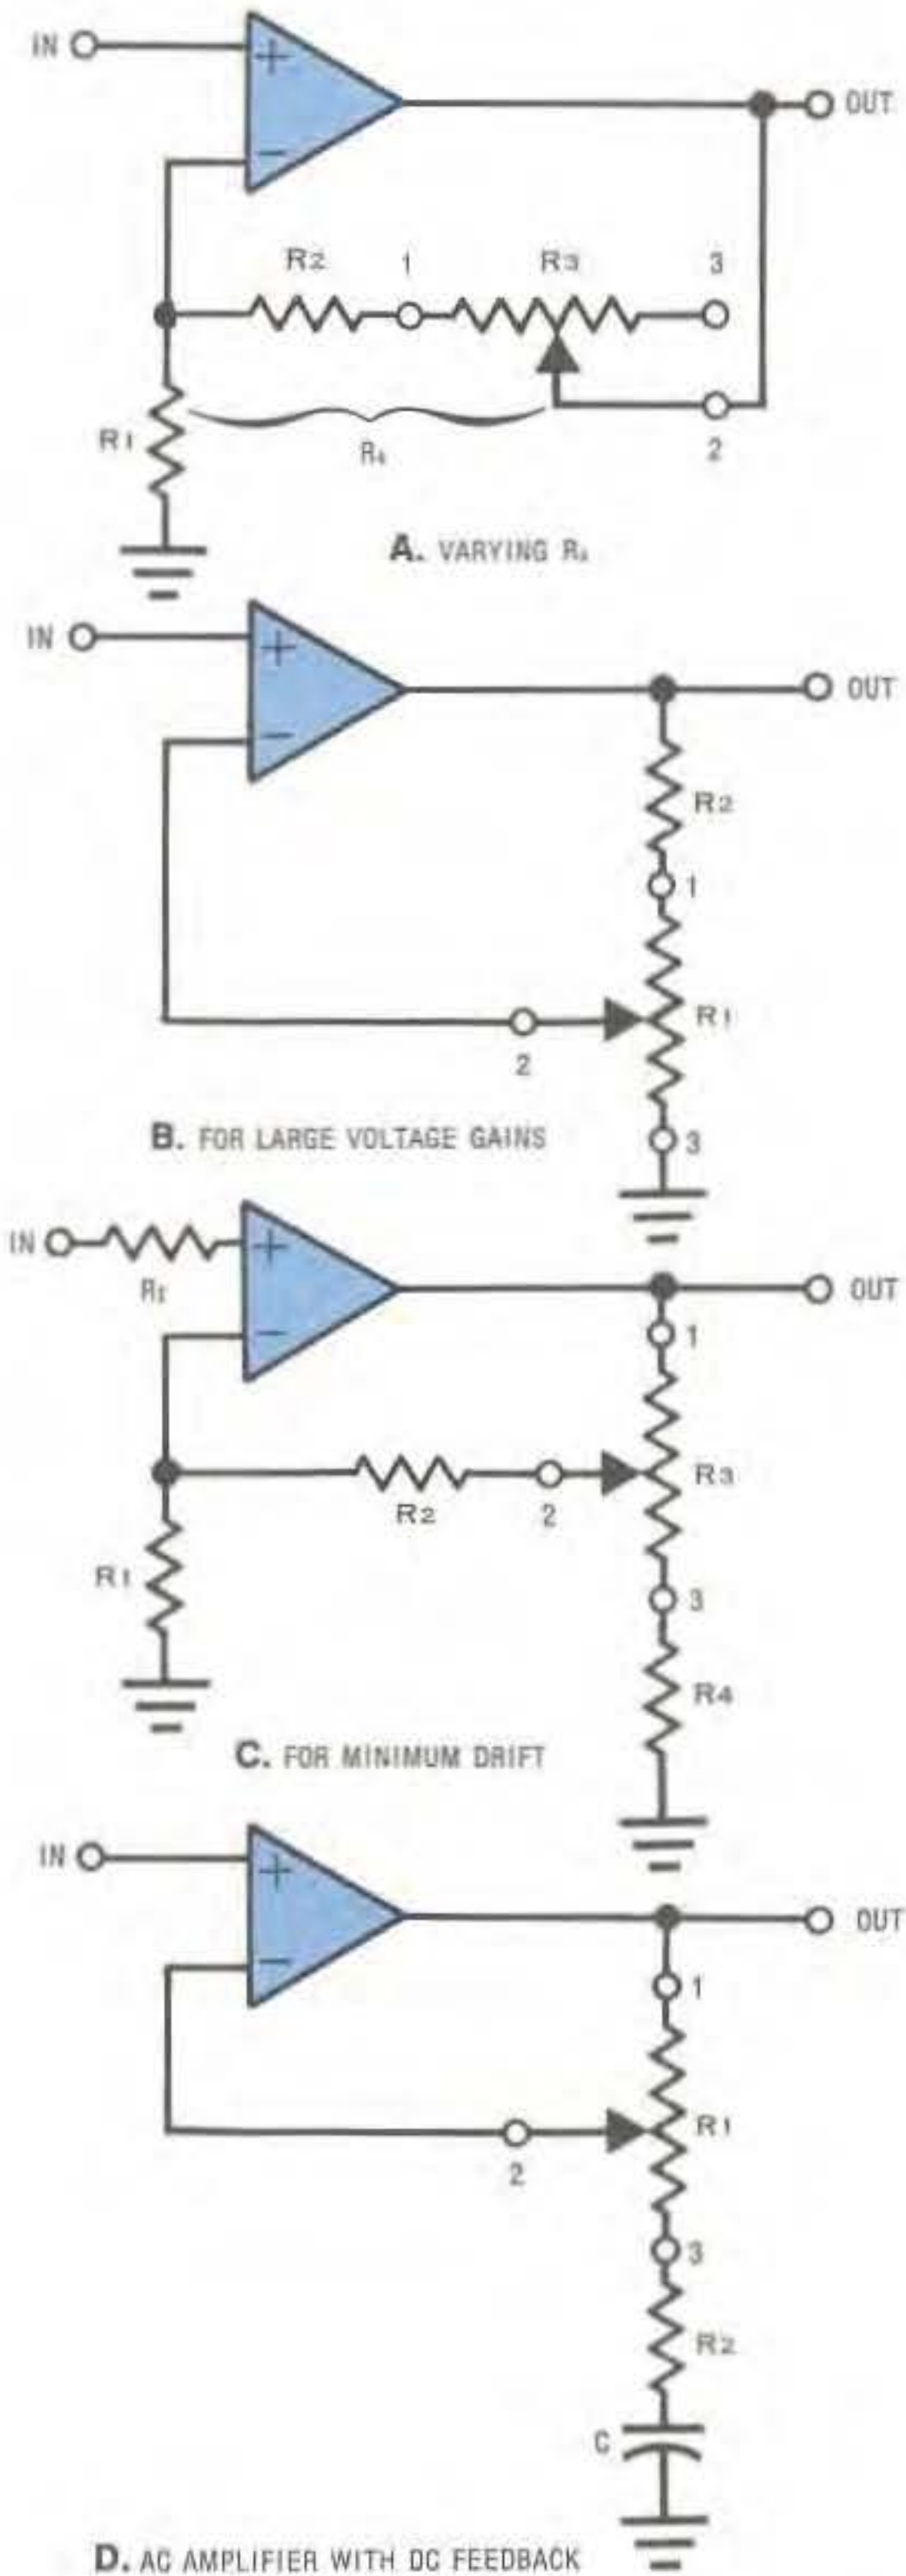 IN
+
OUT
−
R2
1
R3
3
R1
R₄
2
A. VARYING R₄
IN
+
OUT
−
R2
1
R1
2
B. FOR LARGE VOLTAGE GAINS
3
IN
+
OUT
−
1
R3
R2
2
R1
3
R4
C. FOR MINIMUM DRIFT
IN
+
OUT
−
1
R1
2
3
R2
C
D. AC AMPLIFIER WITH DC FEEDBACK